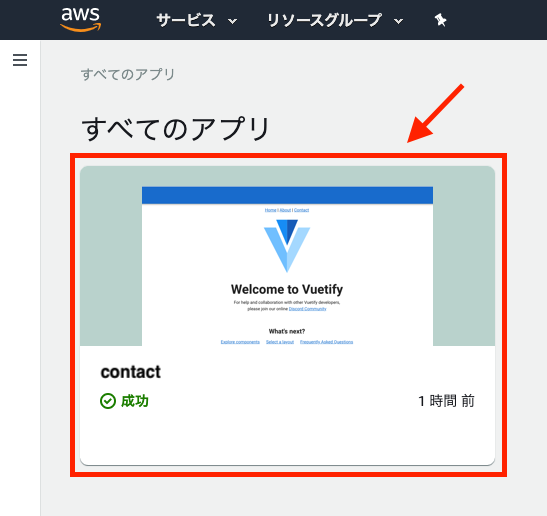 aws サービス リソースグループ
すべてのアプリ
すべてのアプリ
Home | About | Contact
Welcome to Vuetify
For help and collaboration with other Vuetify developers,
please join our online Discord Community
What's next?
Explore components Select a layout Frequently Asked Questions
contact
成功 1 時間 前